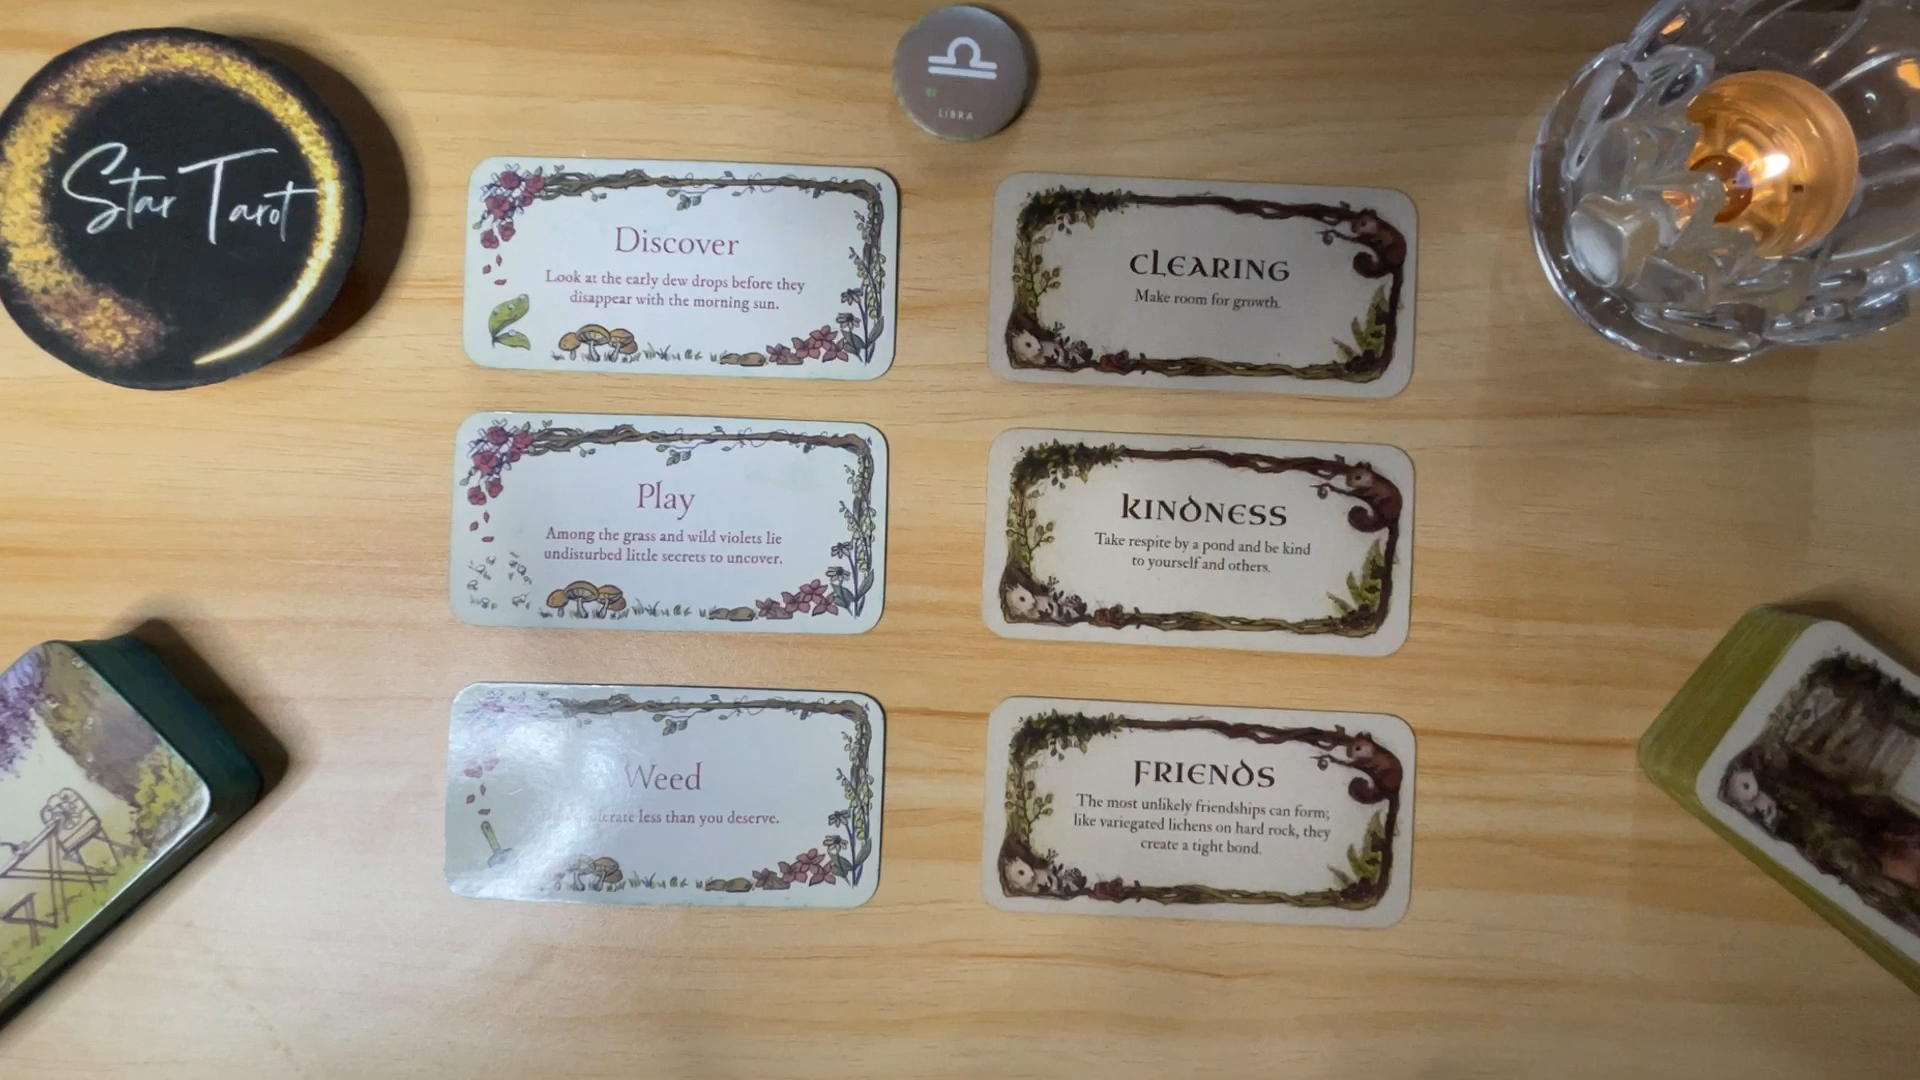 Star Tarot
LIBRA
Discover
Look at the early dew drops before they
disappear with the morning sun.
CLEARING
Make room for growth.
Play
Among the grass and wild violets lie
undisturbed little secrets to uncover.
KINDNESS
Take respite by a pond and be kind
to yourself and others.
Weed
less than you deserve.
FRIENDS
The most unlikely friendships can form;
like variegated lichens on hard rock, they
create a tight bond.